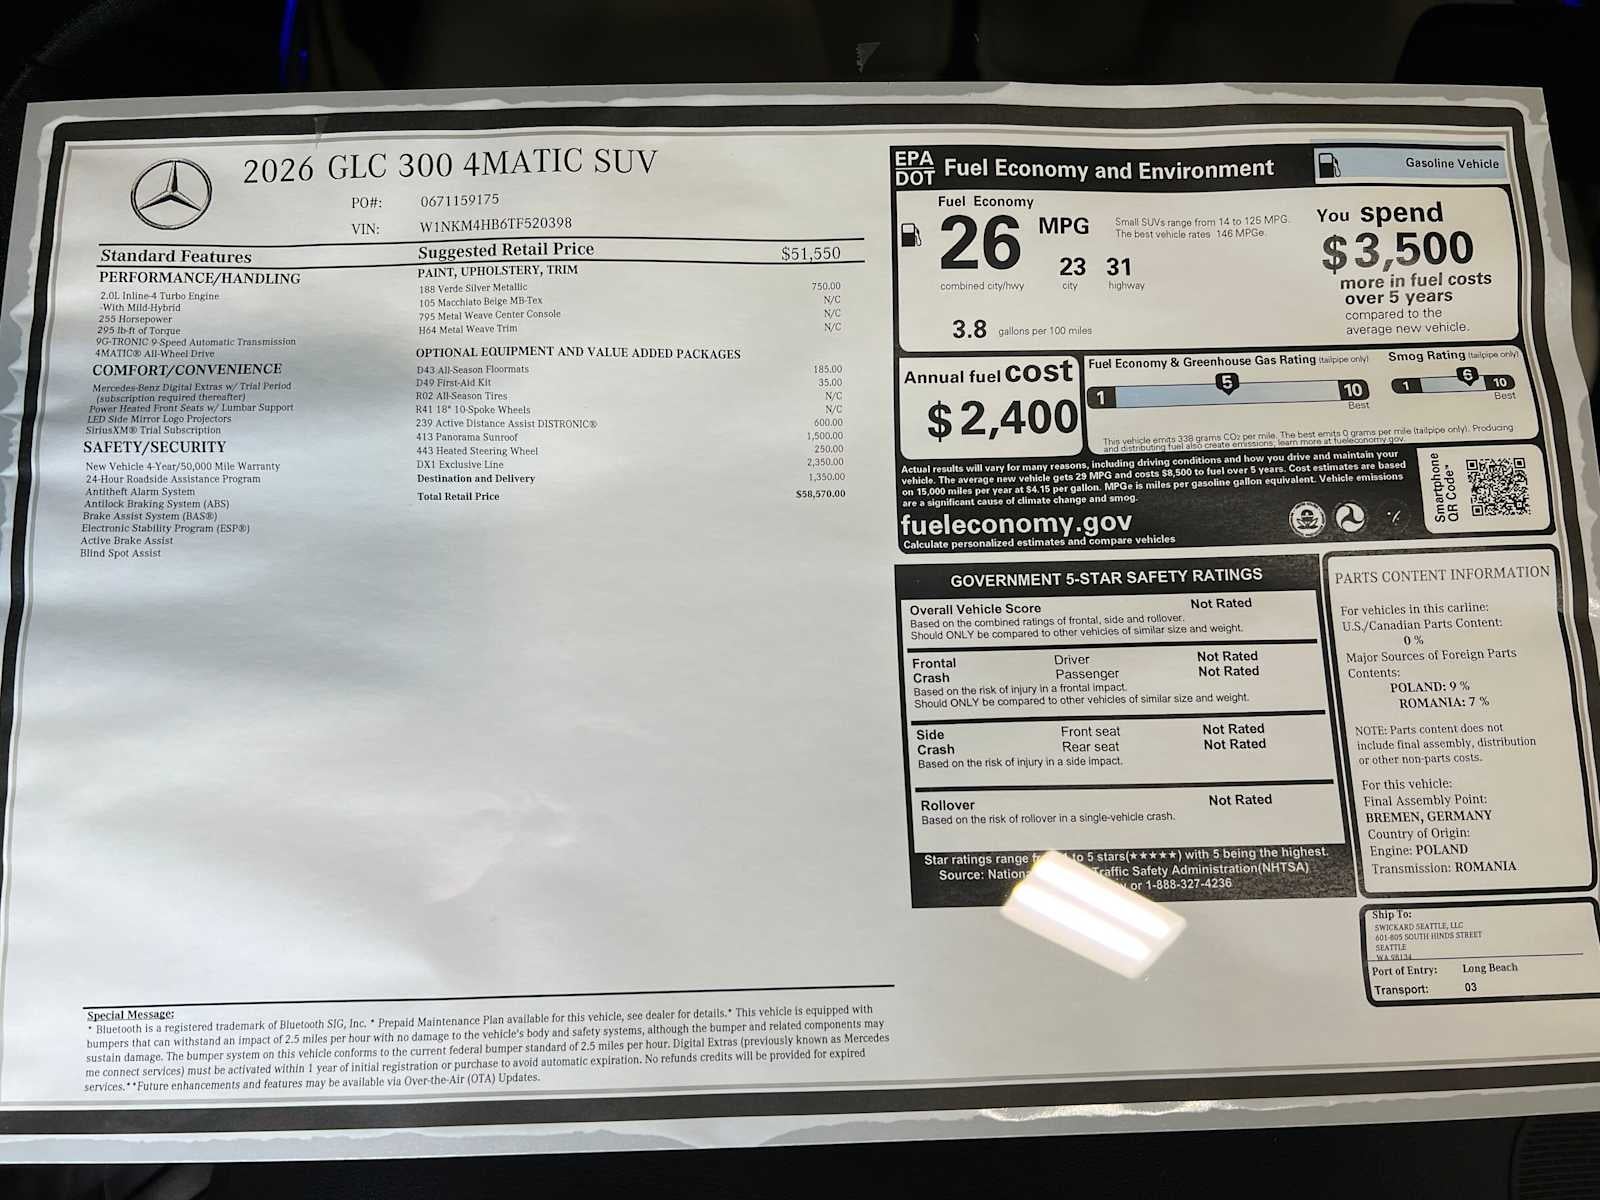 2026 GLC 300 4MATIC SUV
PO#: 0671159175
VIN: W1NKM4HB6TF520398
Standard Features
PERFORMANCE/HANDLING
2.0L Inline-4 Turbo Engine
-With Mild-Hybrid
255 Horsepower
295 lb-ft of Torque
9G-TRONIC 9-Speed Automatic Transmission
4MATIC® All-Wheel Drive
COMFORT/CONVENIENCE
Mercedes-Benz Digital Extras w/ Trial Period
(subscription required thereafter)
Power Heated Front Seats w/ Lumbar Support
LED Side Mirror Logo Projectors
SiriusXM® Trial Subscription
SAFETY/SECURITY
New Vehicle 4-Year/50,000 Mile Warranty
24-Hour Roadside Assistance Program
Antitheft Alarm System
Antilock Braking System (ABS)
Brake Assist System (BAS®)
Electronic Stability Program (ESP®)
Active Brake Assist
Blind Spot Assist
Suggested Retail Price $51,550
PAINT, UPHOLSTERY, TRIM
188 Verde Silver Metallic 750.00
105 Macchiato Beige MB-Tex N/C
795 Metal Weave Center Console N/C
H64 Metal Weave Trim N/C
OPTIONAL EQUIPMENT AND VALUE ADDED PACKAGES
D43 All-Season Floormats 185.00
D49 First-Aid Kit 35.00
R02 All-Season Tires N/C
R41 18" 10-Spoke Wheels N/C
239 Active Distance Assist DISTRONIC® 600.00
413 Panorama Sunroof 1,500.00
443 Heated Steering Wheel 250.00
DX1 Exclusive Line 2,350.00
Destination and Delivery 1,350.00
Total Retail Price $58,570.00
Special Message:
* Bluetooth is a registered trademark of Bluetooth SIG, Inc. * Prepaid Maintenance Plan available for this vehicle, see dealer for details.* This vehicle is equipped with
bumpers that can withstand an impact of 2.5 miles per hour with no damage to the vehicle's body and safety systems, although the bumper and related components may
sustain damage. The bumper system on this vehicle conforms to the current federal bumper standard of 2.5 miles per hour. Digital Extras (previously known as Mercedes
me connect services) must be activated within 1 year of initial registration or purchase to avoid automatic expiration. No refunds credits will be provided for expired
services.**Future enhancements and features may be available via Over-the-Air (OTA) Updates.
EPA
DOT Fuel Economy and Environment
Gasoline Vehicle
Fuel Economy
26 MPG
combined city/hwy
23 city
31 highway
3.8 gallons per 100 miles
Small SUVs range from 14 to 125 MPG.
The best vehicle rates 146 MPGe.
You spend
$3,500
more in fuel costs
over 5 years
compared to the
average new vehicle.
Annual fuel cost
$2,400
Fuel Economy & Greenhouse Gas Rating (tailpipe only)
1 5 10
Best
Smog Rating (tailpipe only)
1 6 10
Best
This vehicle emits 338 grams CO2 per mile. The best emits 0 grams per mile (tailpipe only). Producing
and distributing fuel also create emissions; learn more at fueleconomy.gov.
Actual results will vary for many reasons, including driving conditions and how you drive and maintain your
vehicle. The average new vehicle gets 29 MPG and costs $8,500 to fuel over 5 years. Cost estimates are based
on 15,000 miles per year at $4.15 per gallon. MPGe is miles per gasoline gallon equivalent. Vehicle emissions
are a significant cause of climate change and smog.
fueleconomy.gov
Calculate personalized estimates and compare vehicles
Smartphone
QR Code™
GOVERNMENT 5-STAR SAFETY RATINGS
Overall Vehicle Score Not Rated
Based on the combined ratings of frontal, side and rollover.
Should ONLY be compared to other vehicles of similar size and weight.
Frontal Driver Not Rated
Crash Passenger Not Rated
Based on the risk of injury in a frontal impact.
Should ONLY be compared to other vehicles of similar size and weight.
Side Front seat Not Rated
Crash Rear seat Not Rated
Based on the risk of injury in a side impact.
Rollover Not Rated
Based on the risk of rollover in a single-vehicle crash.
Star ratings range to 5 stars(★★★★★) with 5 being the highest.
Source: Traffic Safety Administration(NHTSA)
or 1-888-327-4236
PARTS CONTENT INFORMATION
For vehicles in this carline:
U.S./Canadian Parts Content:
0 %
Major Sources of Foreign Parts
Contents:
POLAND: 9 %
ROMANIA: 7 %
NOTE: Parts content does not
include final assembly, distribution
or other non-parts costs.
For this vehicle:
Final Assembly Point:
BREMEN, GERMANY
Country of Origin:
Engine: POLAND
Transmission: ROMANIA
Ship To:
SWICKARD SEATTLE, LLC
601-805 SOUTH HINDS STREET
SEATTLE
WA 98134
Port of Entry: Long Beach
Transport: 03